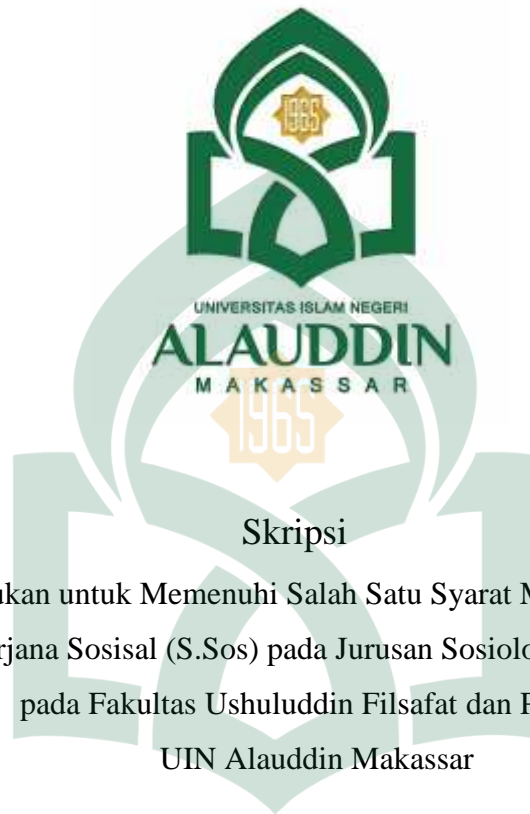 1965
UNIVERSITAS ISLAM NEGERI
ALAUDDIN
MAKASSAR
1965
Skripsi
untuk Memenuhi Salah Satu Syarat
Sosisal (S.Sos) pada Jurusan
pada Fakultas Ushuluddin Filsafat dan
UIN Alauddin Makassar